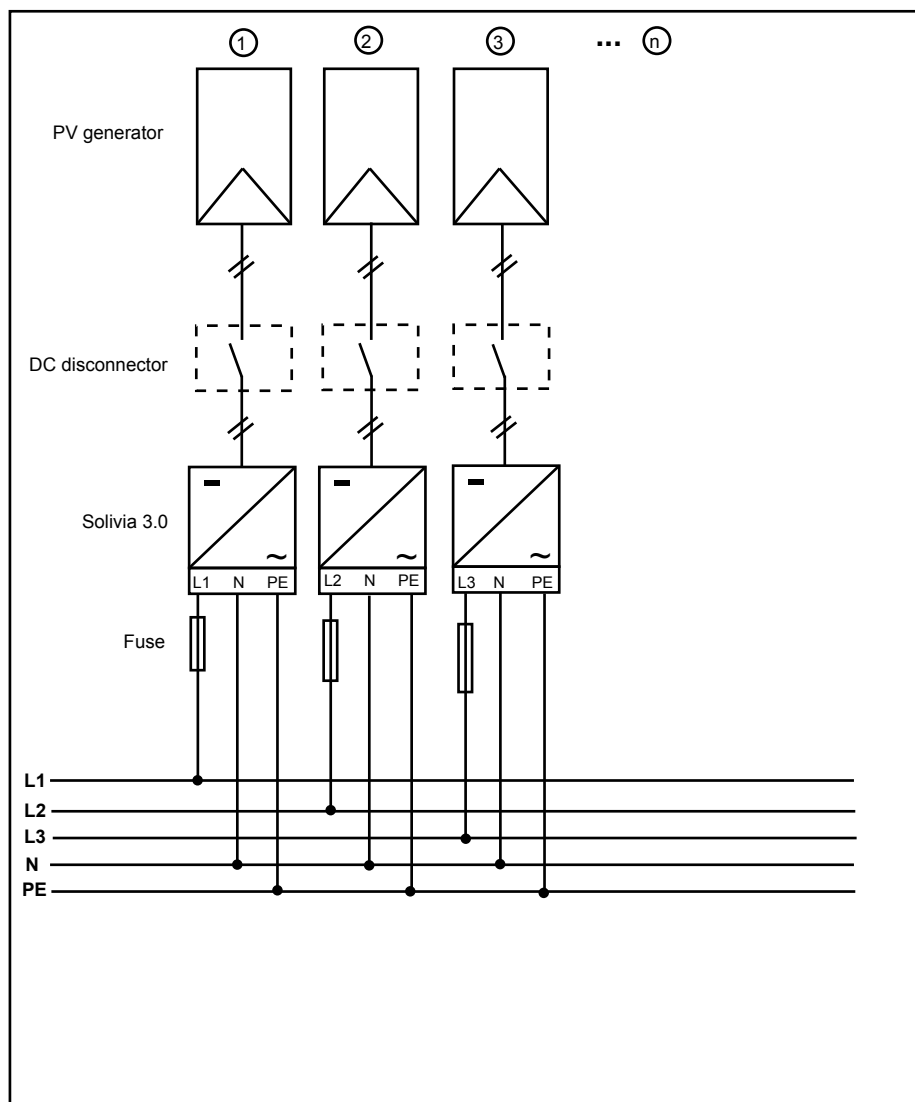 1 2 3 ... n
PV generator
DC disconnector
Solivia 3.0
~ ~ ~
L1 N PE L2 N PE L3 N PE
Fuse
L1
L2
L3
N
PE